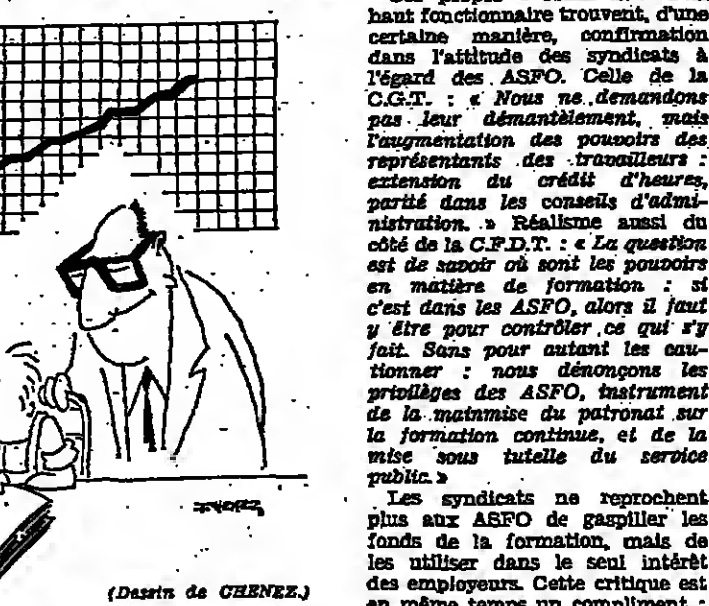 haut fonctionnaire trouvent, d'une
certaine manière, confirmation
dans l'attitude des syndicats à
l'égard des ASFO. Celle de la
C.G.T. : « Nous ne demandons
pas leur démantèlement, mais
l'augmentation des pouvoirs des
représentants des travailleurs :
extension du crédit d'heures,
parité dans les conseils d'admi-
nistration. » Réalisme aussi du
côté de la C.F.D.T. : « La question
est de savoir où sont les pouvoirs
en matière de formation : si
c'est dans les ASFO, alors il faut
y être pour contrôler ce qui s'y
fait. Sans pour autant les cau-
tionner : nous dénonçons les
privilèges des ASFO, instrument
de la mainmise du patronat sur
la formation continue, et de la
mise sous tutelle du service
public. »
Les syndicats ne reprochent
plus aux ASFO de gaspiller les
fonds de la formation, mais de
les utiliser dans le seul intérêt
des employeurs. Cette critique est
en même temps un compliment :
CHENEZ
(Dessin de CHENEZ.)